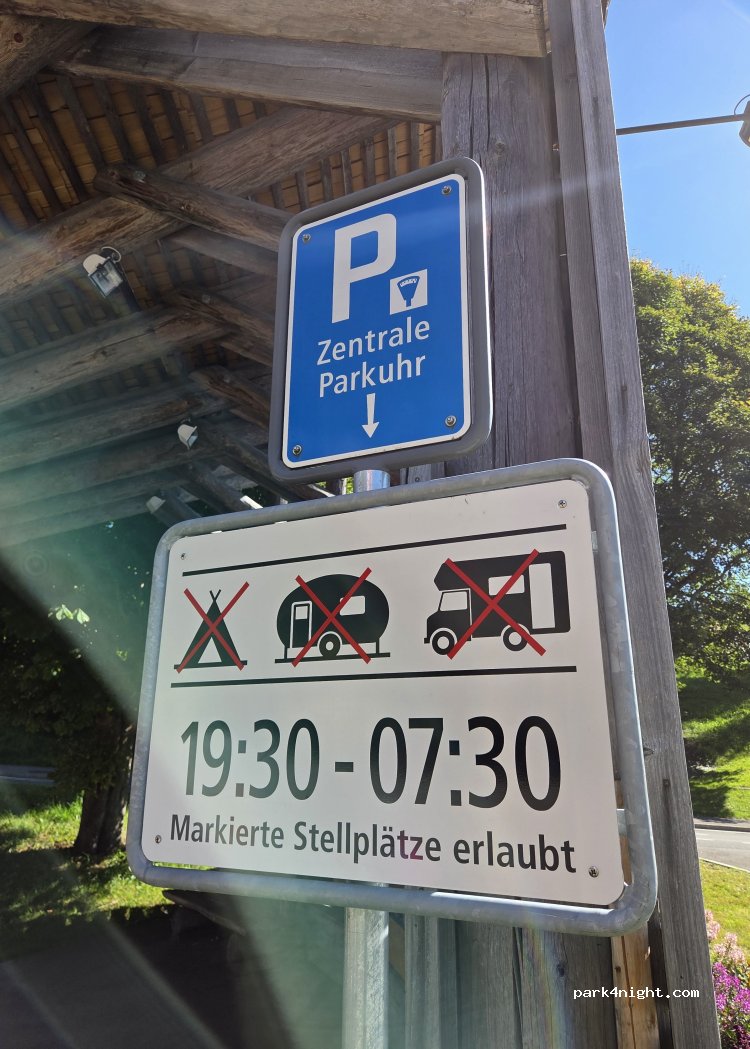 P
Zentrale
Parkuhr
19:30 - 07:30
Markierte Stellplätze erlaubt
park4night.com